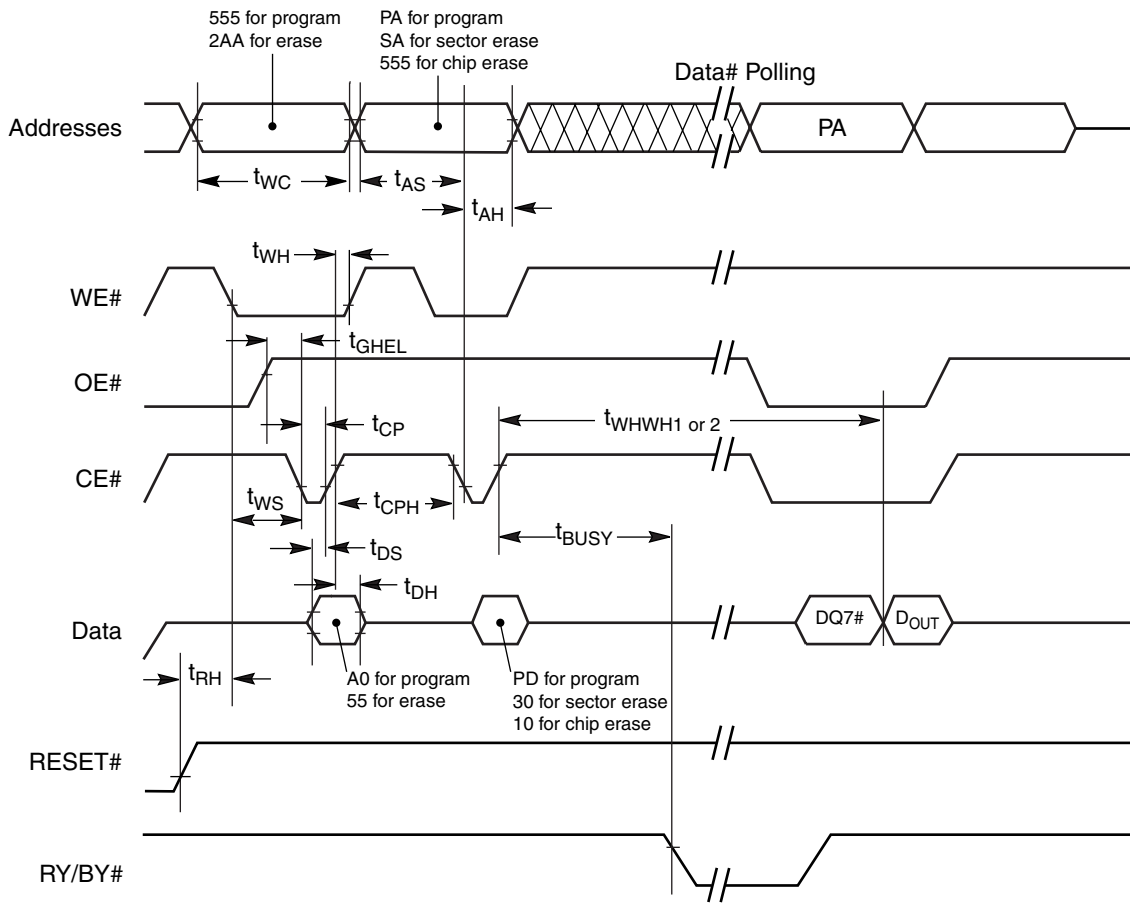 555 for program
2AA for erase
PA for program
SA for sector erase
555 for chip erase
Data# Polling
Addresses
PA
tWC
tAS
tAH
tWH
WE#
tGHEL
OE#
tWHWH1 or 2
tCP
CE#
tWS
tCPH
tBUSY
tDS
tDH
Data
DQ7#
DOUT
tRH
A0 for program
55 for erase
PD for program
30 for sector erase
10 for chip erase
RESET#
RY/BY#